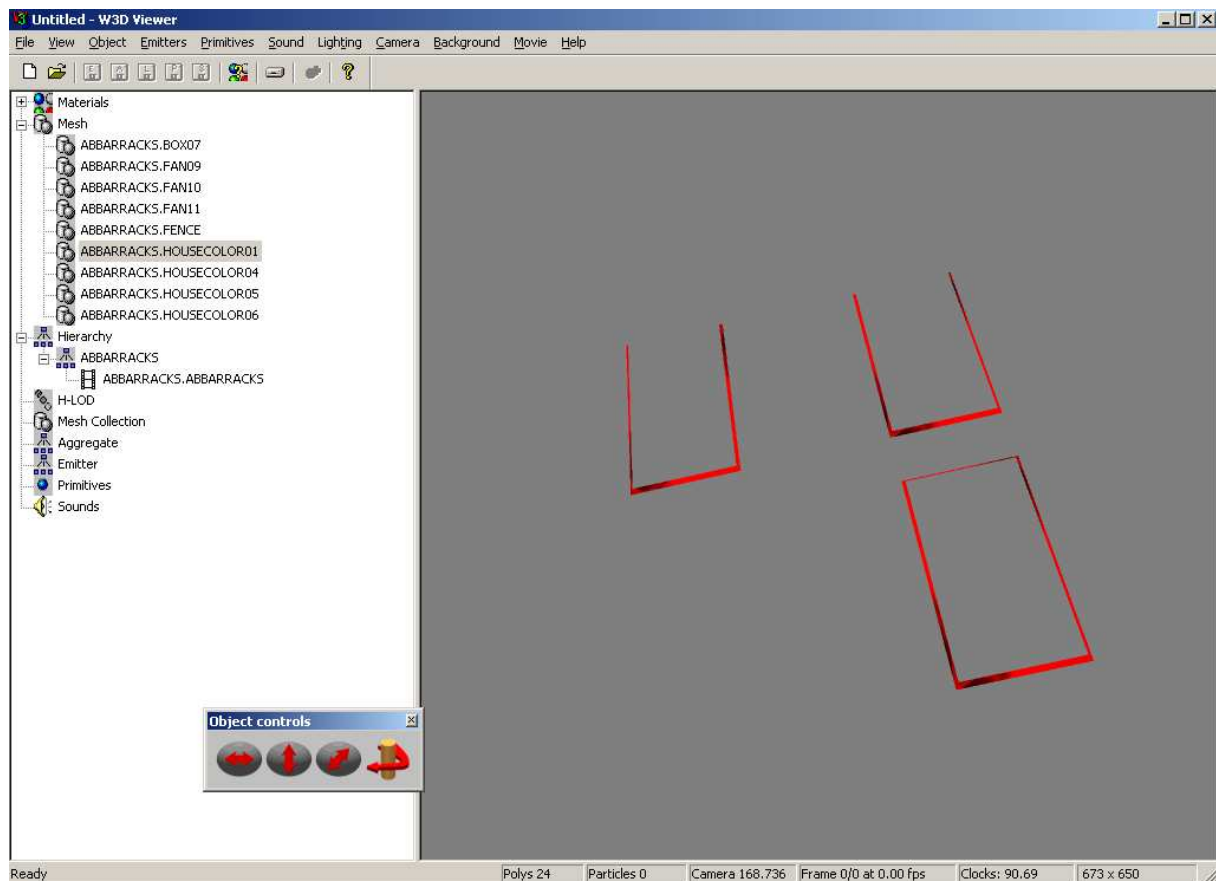 Untitled - W3D Viewer
File View Object Emitters Primitives Sound Lighting Camera Background Movie Help
Materials
Mesh
ABBARRACKS.BOX07
ABBARRACKS.FAN09
ABBARRACKS.FAN10
ABBARRACKS.FAN11
ABBARRACKS.FENCE
ABBARRACKS.HOUSECOLOR01
ABBARRACKS.HOUSECOLOR04
ABBARRACKS.HOUSECOLOR05
ABBARRACKS.HOUSECOLOR06
Hierarchy
ABBARRACKS
ABBARRACKS.ABBARRACKS
H-LOD
Mesh Collection
Aggregate
Emitter
Primitives
Sounds
Object controls
Ready Polys 24 Particles 0 Camera 168.736 Frame 0/0 at 0.00 fps Clocks: 90.69 673 x 650